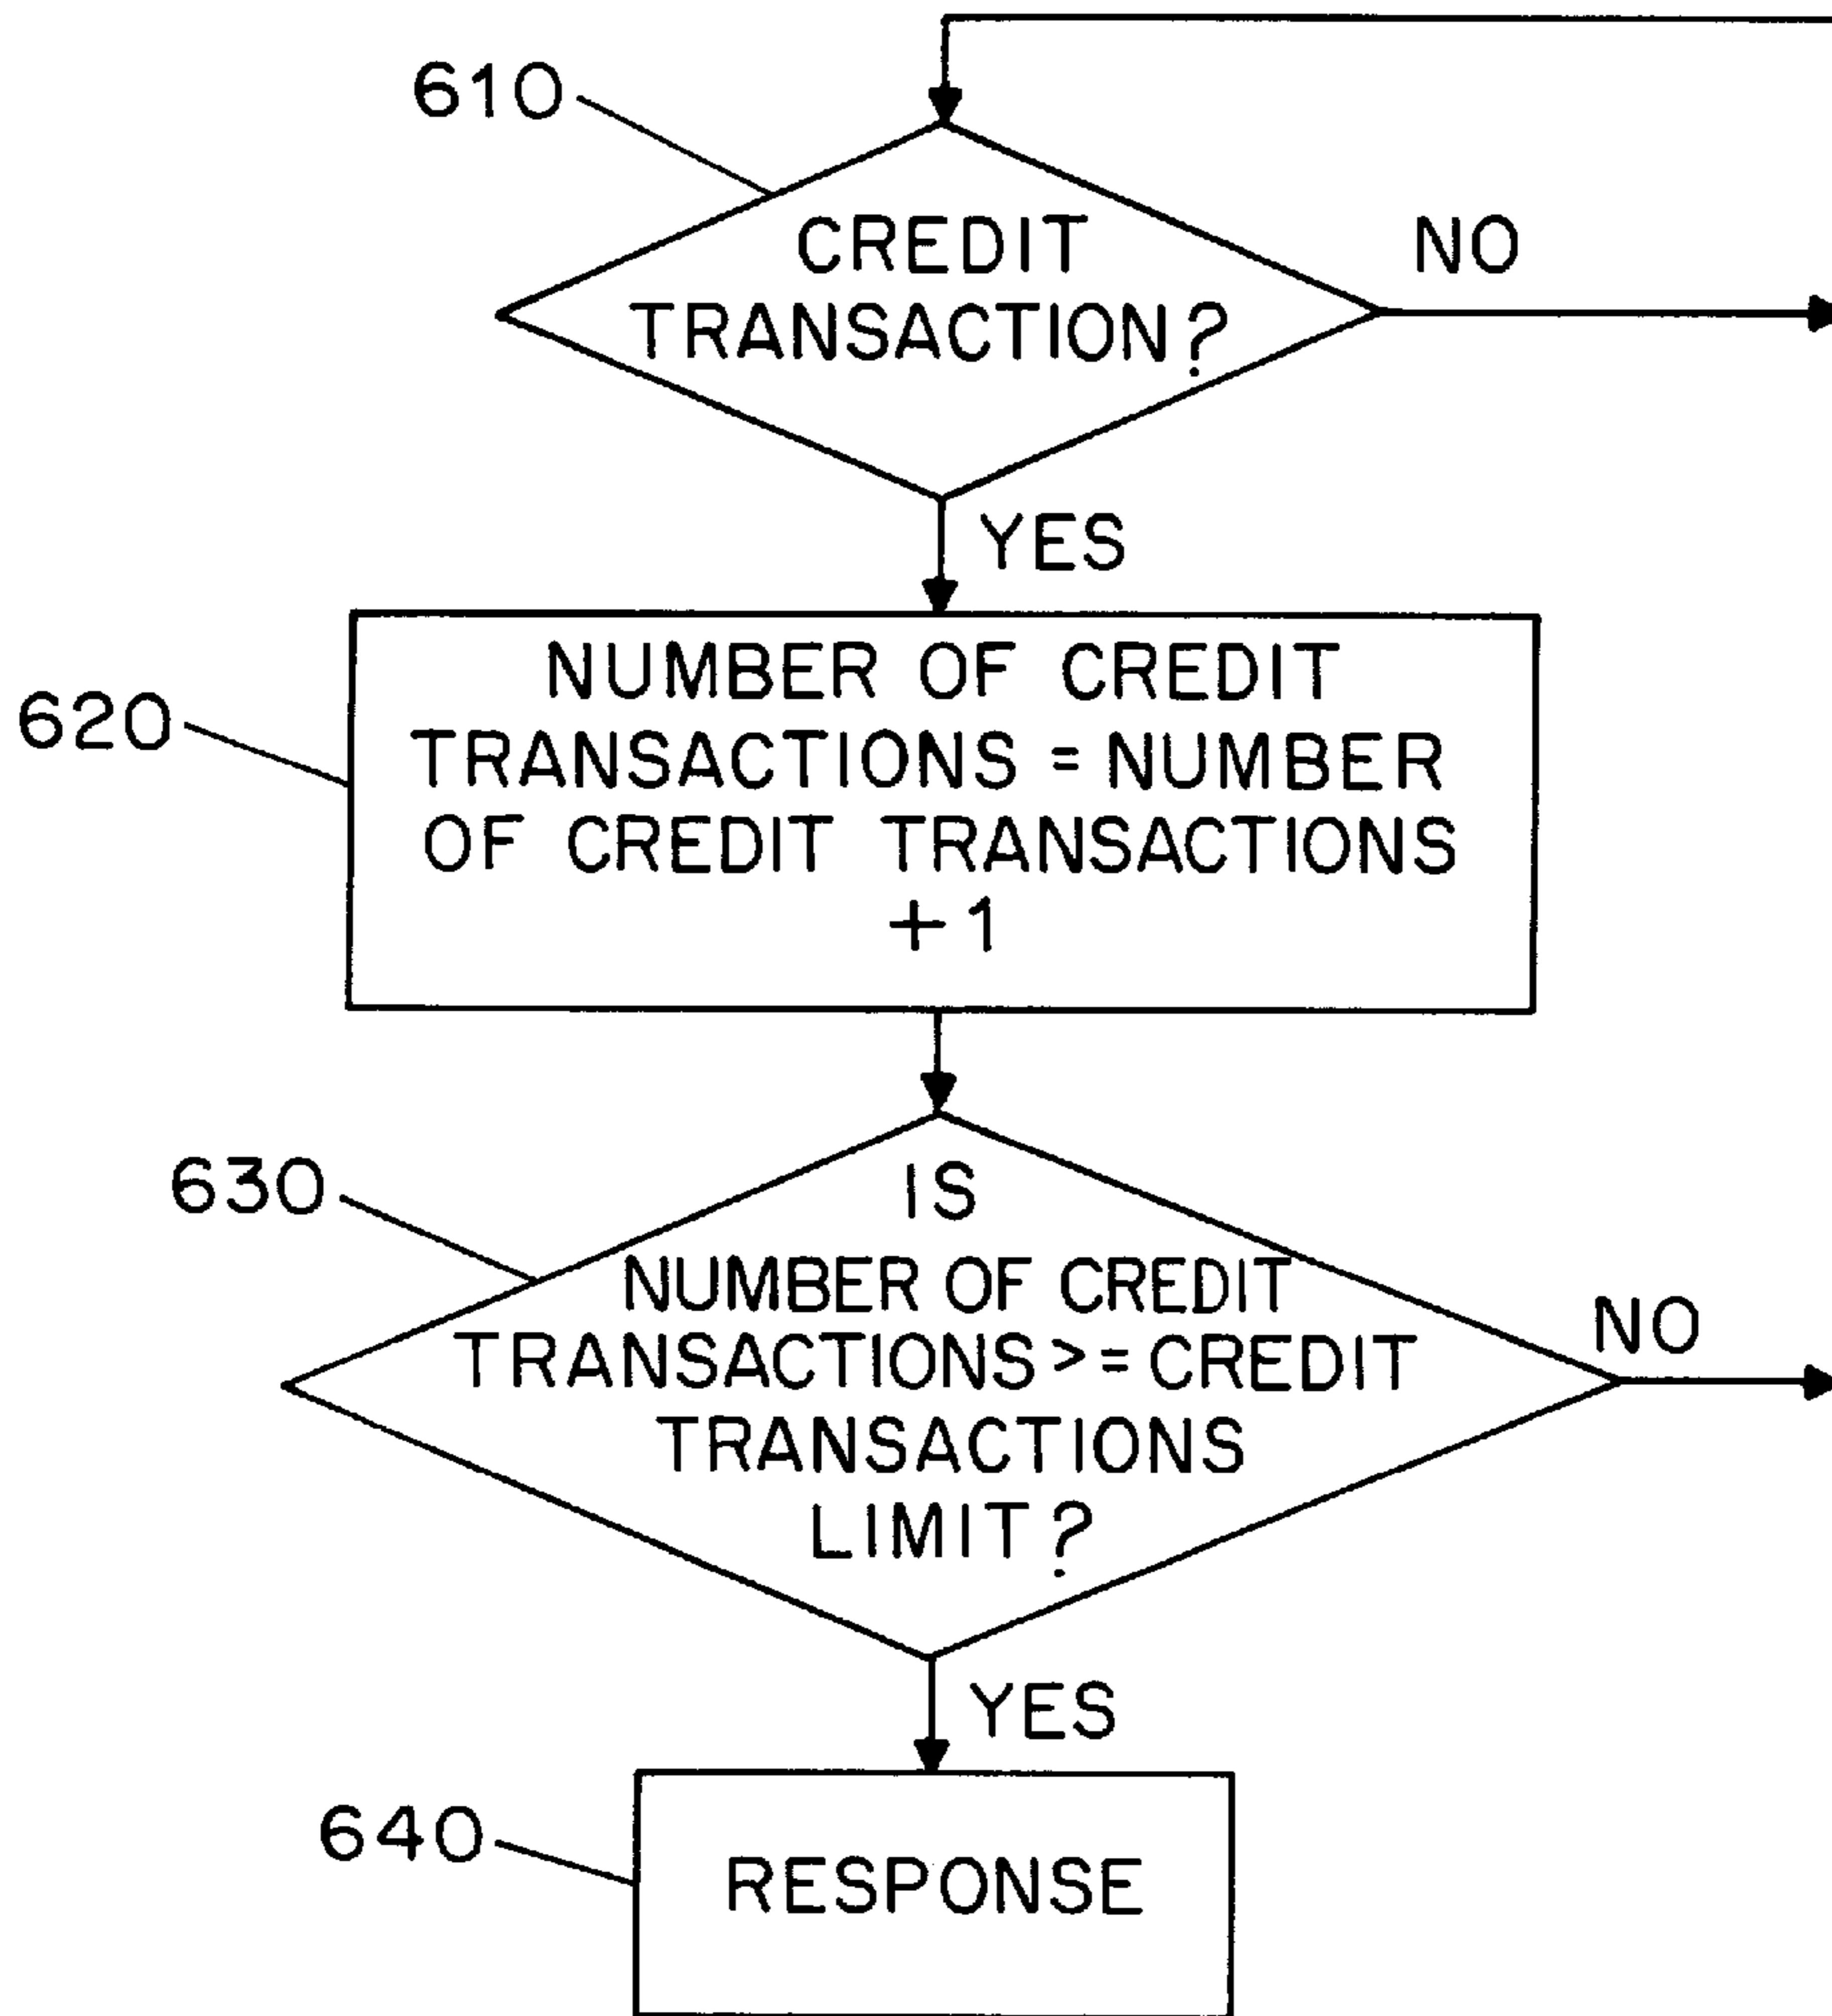 610
CREDIT
TRANSACTION?
NO
YES
620
NUMBER OF CREDIT
TRANSACTIONS = NUMBER
OF CREDIT TRANSACTIONS
+1
630
IS
NUMBER OF CREDIT
TRANSACTIONS >= CREDIT
TRANSACTIONS
LIMIT?
NO
YES
640
RESPONSE